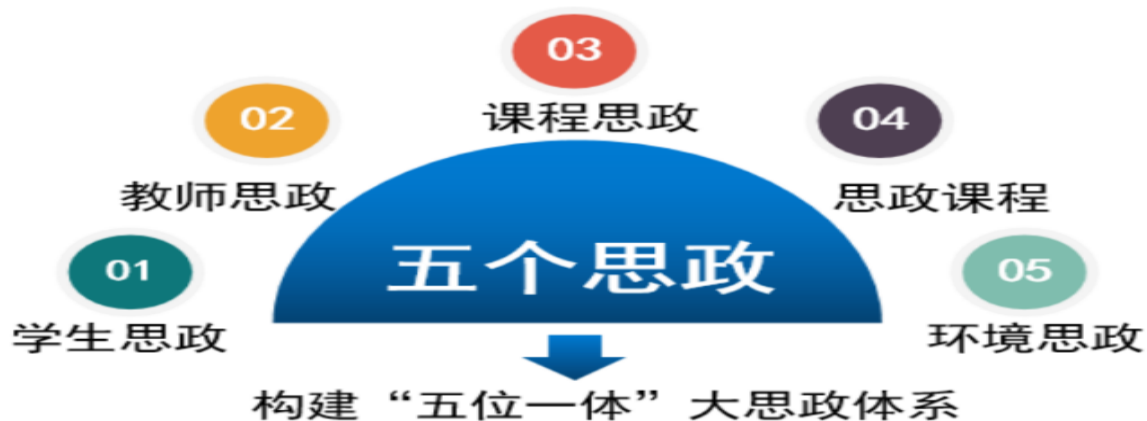 01
学生思政
02
教师思政
03
课程思政
04
思政课程
05
环境思政
五个思政
构建“五位一体”大思政体系